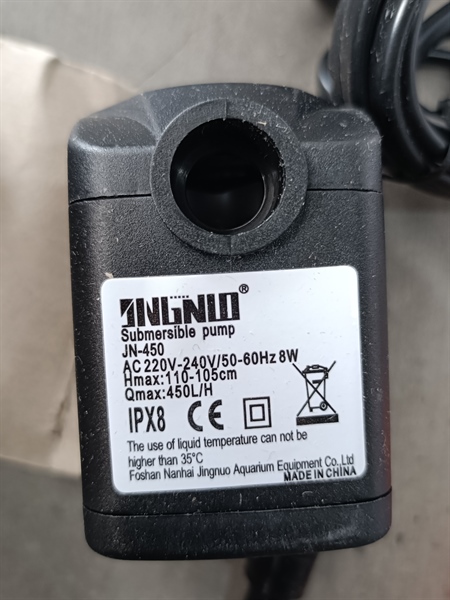 JINGNUO®
Submersible pump
JN-450
AC 220V-240V/50-60Hz 8W
Hmax:110-105cm
Qmax:450L/H
IPX8 CE
The use of liquid temperature can not be
higher than 35°C
Foshan Nanhai Jingnuo Aquarium Equipment Co.,Ltd
MADE IN CHINA